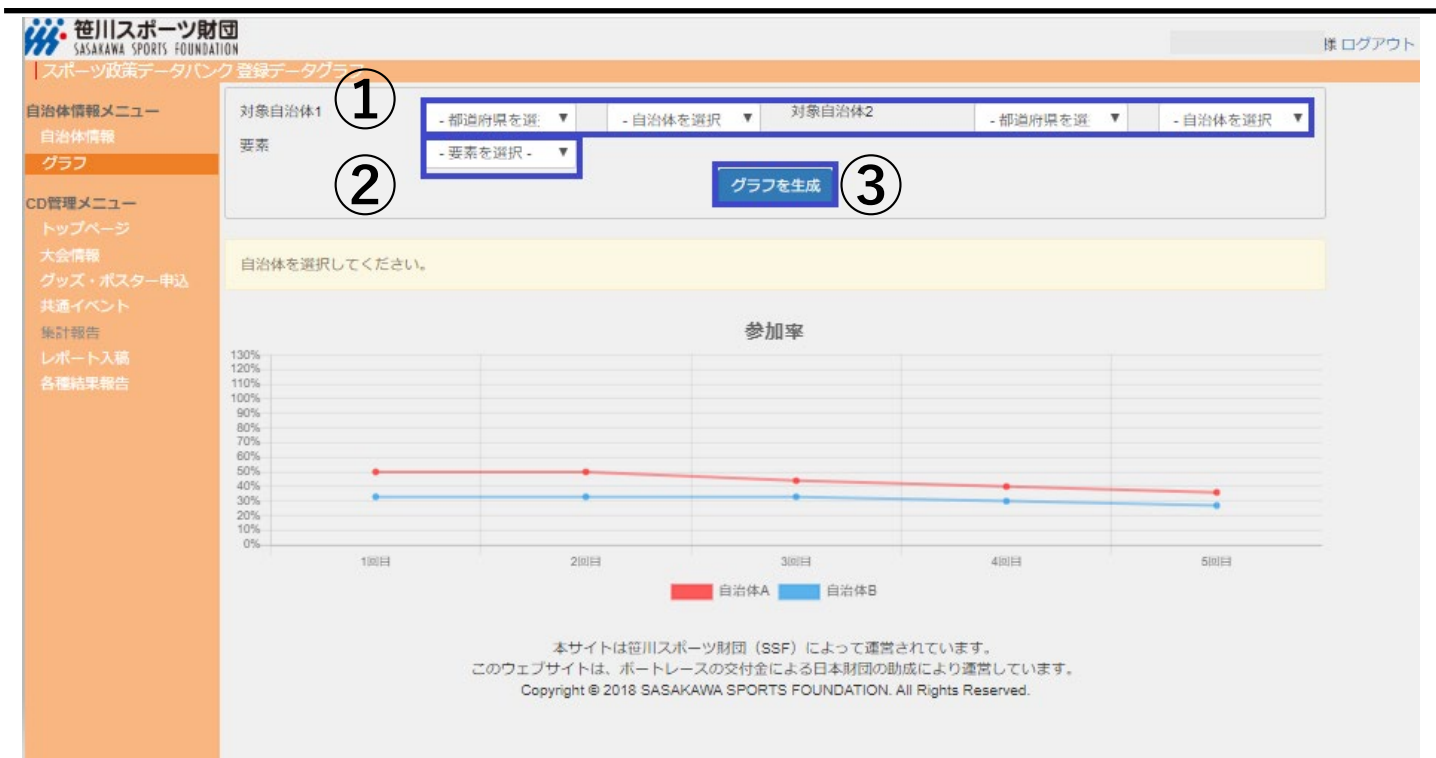 笹川スポーツ財団
SASAKAWA SPORTS FOUNDATION
様 ログアウト
スポーツ政策データバンク 登録データグラフ
自治体情報メニュー
自治体情報
グラフ
CD管理メニュー
トップページ
大会情報
グッズ・ポスター申込
共通イベント
集計報告
レポート入稿
各種結果報告
対象自治体1 ① - 都道府県を選 ▼ - 自治体を選択 ▼ 対象自治体2 - 都道府県を選 ▼ - 自治体を選択 ▼
要素 ② - 要素を選択 - ▼
グラフを生成 ③
自治体を選択してください。
参加率
130%
120%
110%
100%
90%
80%
70%
60%
50%
40%
30%
20%
10%
0%
1回目 2回目 3回目 4回目 5回目
自治体A 自治体B
本サイトは笹川スポーツ財団（SSF）によって運営されています。
このウェブサイトは、ボートレースの交付金による日本財団の助成により運営しています。
Copyright © 2018 SASAKAWA SPORTS FOUNDATION. All Rights Reserved.